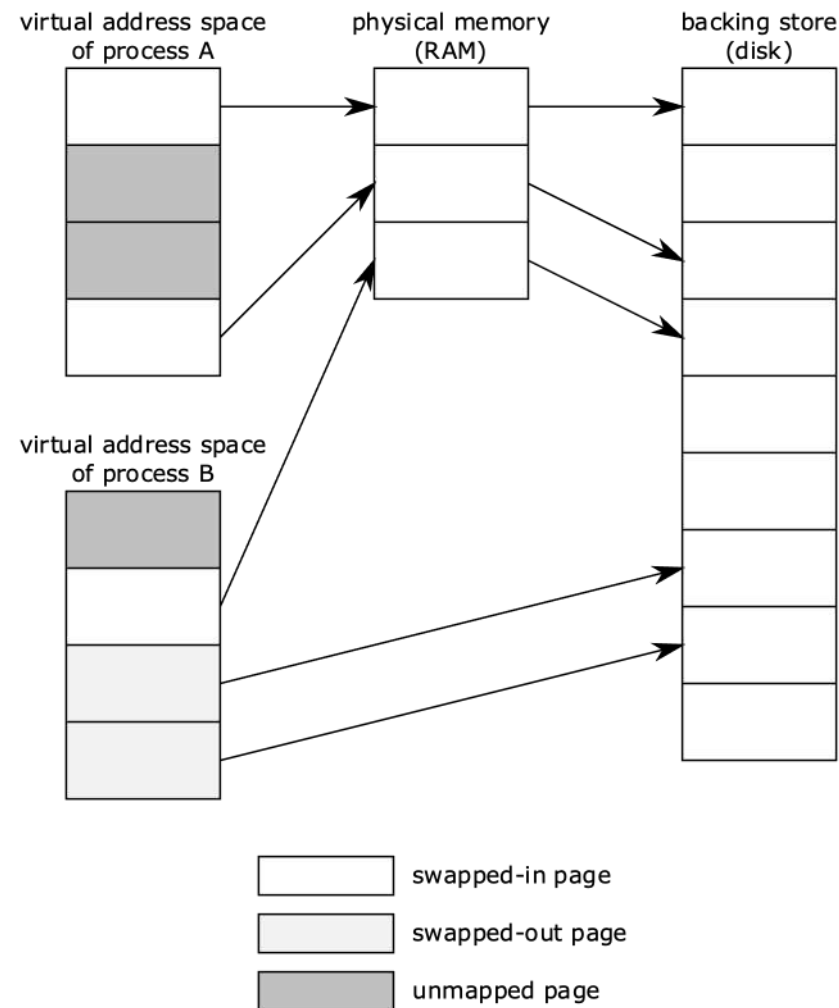 virtual address space
of process A
physical memory
(RAM)
backing store
(disk)
virtual address space
of process B
swapped-in page
swapped-out page
unmapped page